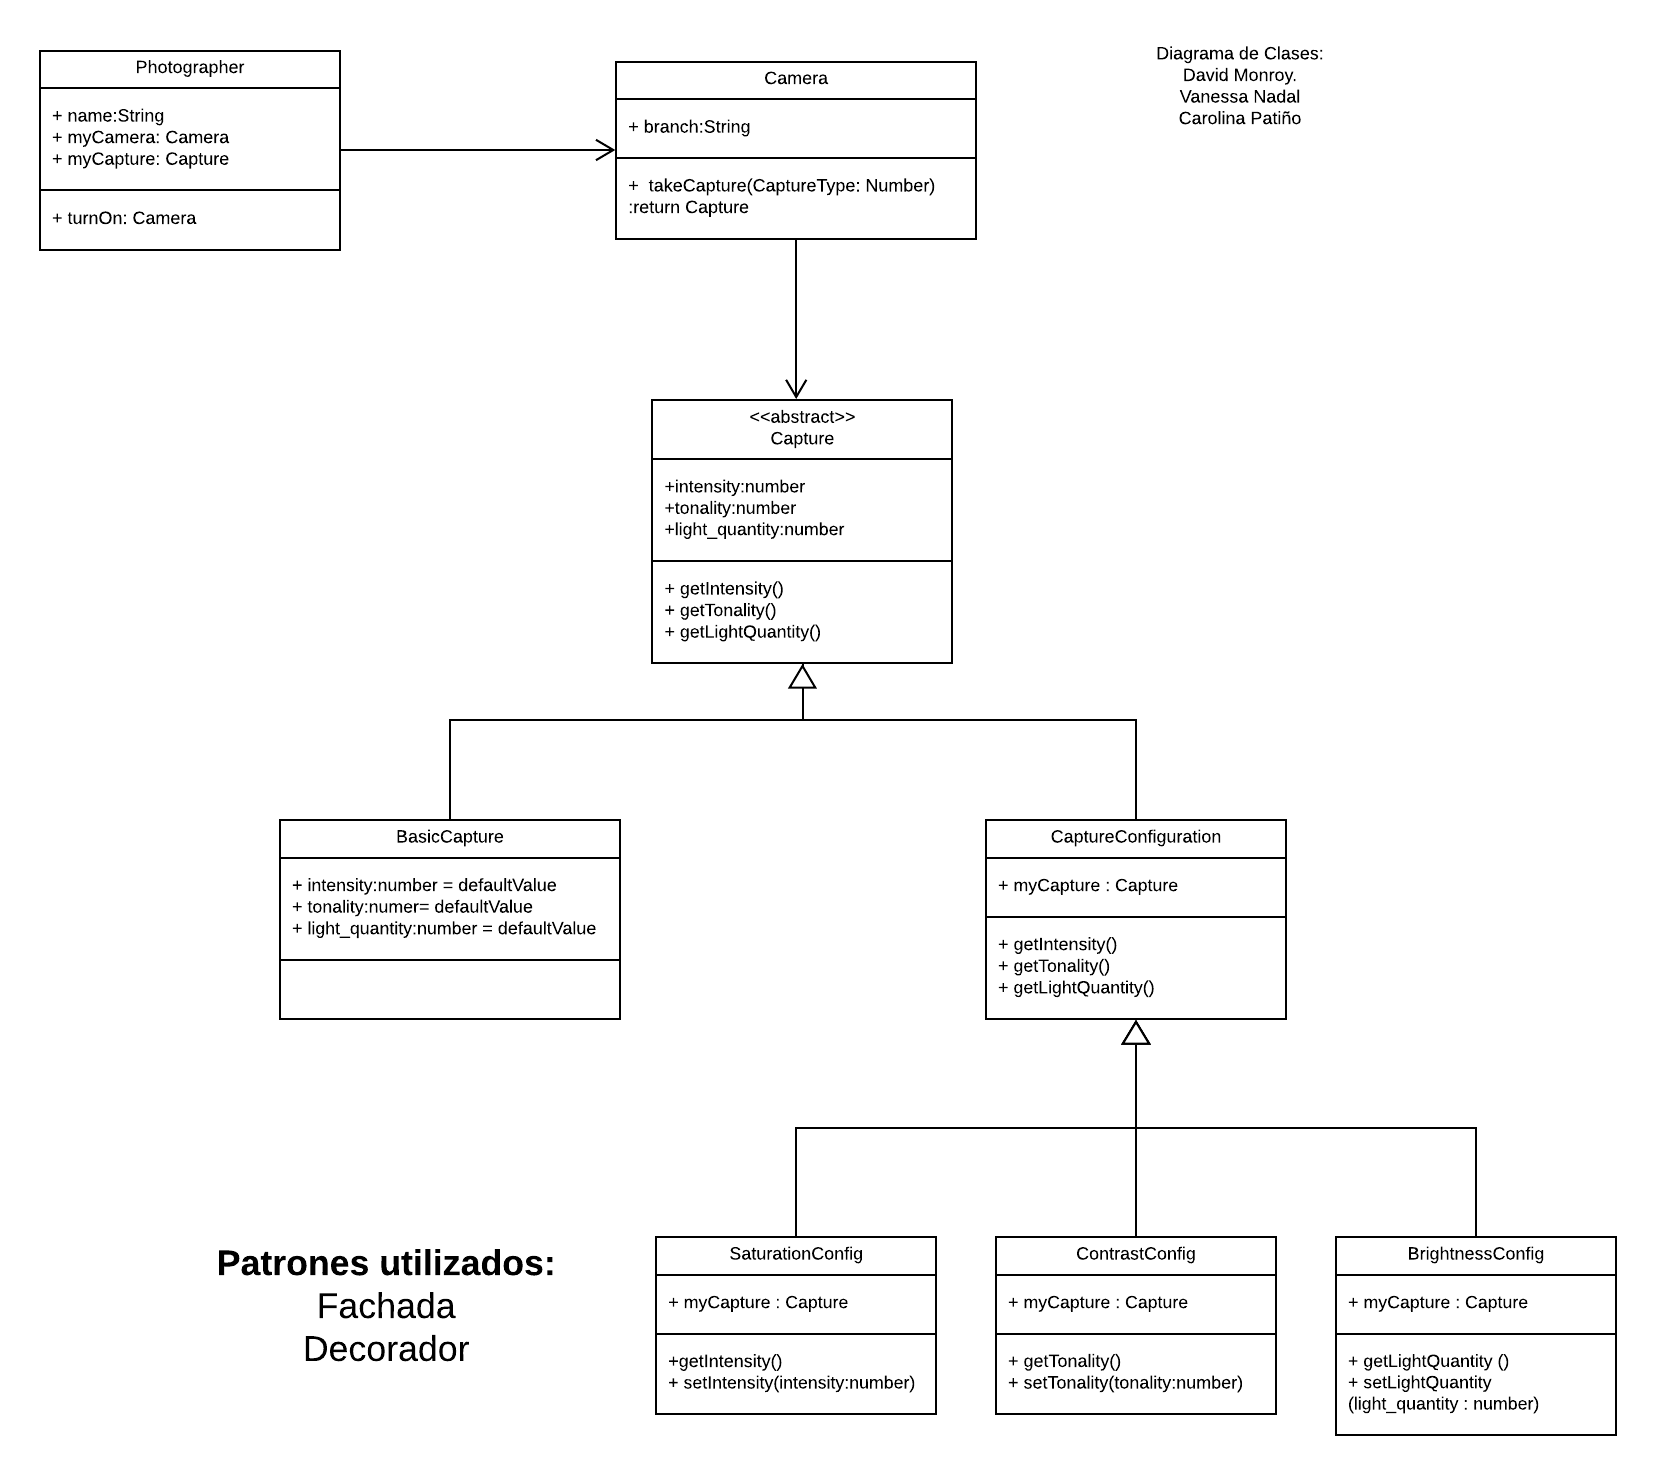 Photographer
+ name:String
+ myCamera: Camera
+ myCapture: Capture
+ turnOn: Camera
Camera
+ branch:String
+  takeCapture(CaptureType: Number)
:return Capture
Diagrama de Clases:
David Monroy.
Vanessa Nadal
Carolina Patiño
<<abstract>>
Capture
+intensity:number
+tonality:number
+light_quantity:number
+ getIntensity()
+ getTonality()
+ getLightQuantity()
BasicCapture
+ intensity:number = defaultValue
+ tonality:numer= defaultValue
+ light_quantity:number = defaultValue
CaptureConfiguration
+ myCapture : Capture
+ getIntensity()
+ getTonality()
+ getLightQuantity()
Patrones utilizados:
Fachada
Decorador
SaturationConfig
+ myCapture : Capture
+getIntensity()
+ setIntensity(intensity:number)
ContrastConfig
+ myCapture : Capture
+ getTonality()
+ setTonality(tonality:number)
BrightnessConfig
+ myCapture : Capture
+ getLightQuantity ()
+ setLightQuantity
(light_quantity : number)